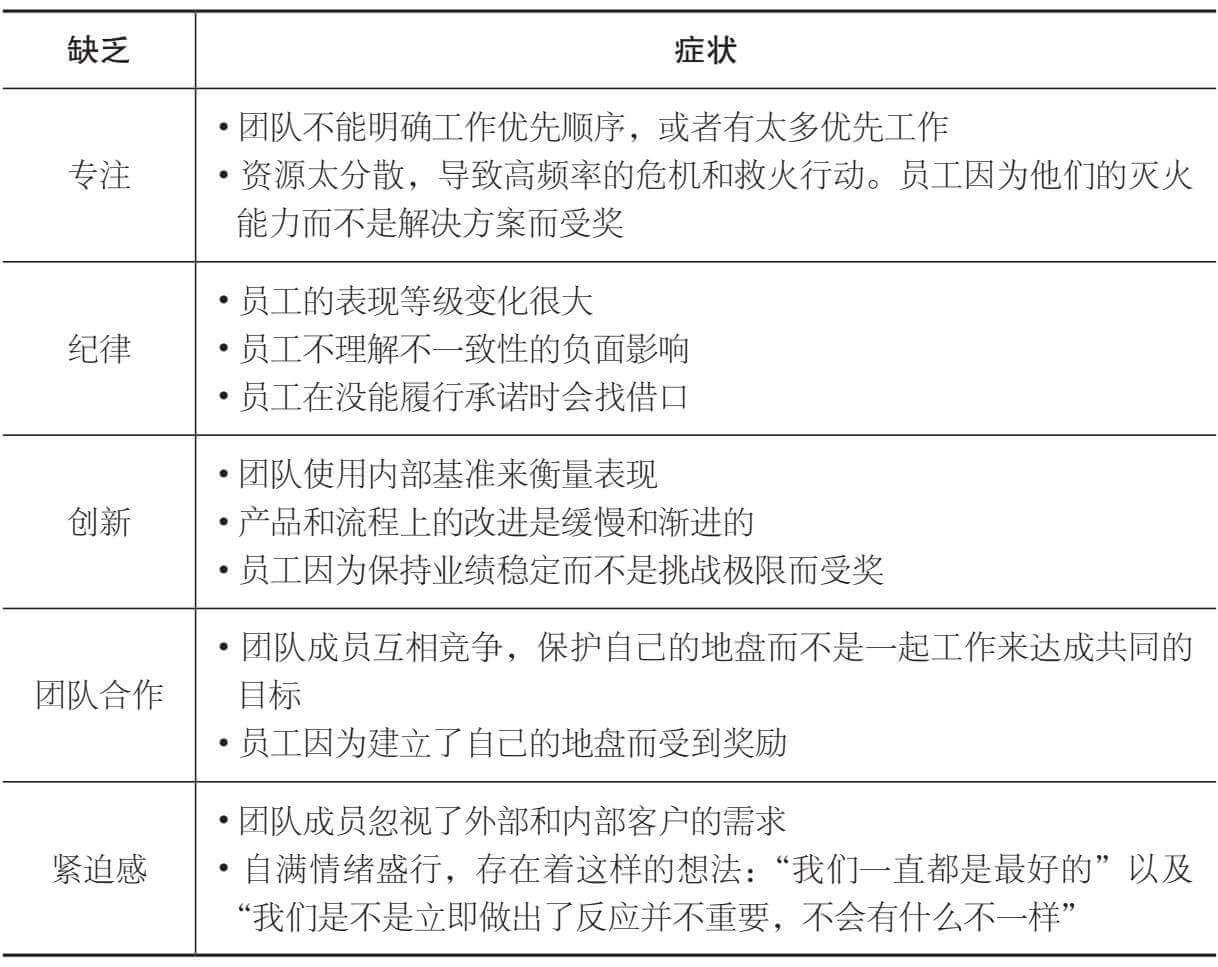 缺乏 症状
专注
•团队不能明确工作优先顺序，或者有太多优先工作
•资源太分散，导致高频率的危机和救火行动。员工因为他们的灭火
能力而不是解决方案而受奖
纪律
•员工的表现等级变化很大
•员工不理解不一致性的负面影响
•员工在没能履行承诺时会找借口
创新
•团队使用内部基准来衡量表现
•产品和流程上的改进是缓慢和渐进的
•员工因为保持业绩稳定而不是挑战极限而受奖
团队合作
•团队成员互相竞争，保护自己的地盘而不是一起工作来达成共同的
目标
•员工因为建立了自己的地盘而受到奖励
紧迫感
•团队成员忽视了外部和内部客户的需求
•自满情绪盛行，存在着这样的想法：“我们一直都是最好的”以及
“我们是不是立即做出了反应并不重要，不会有什么不一样”